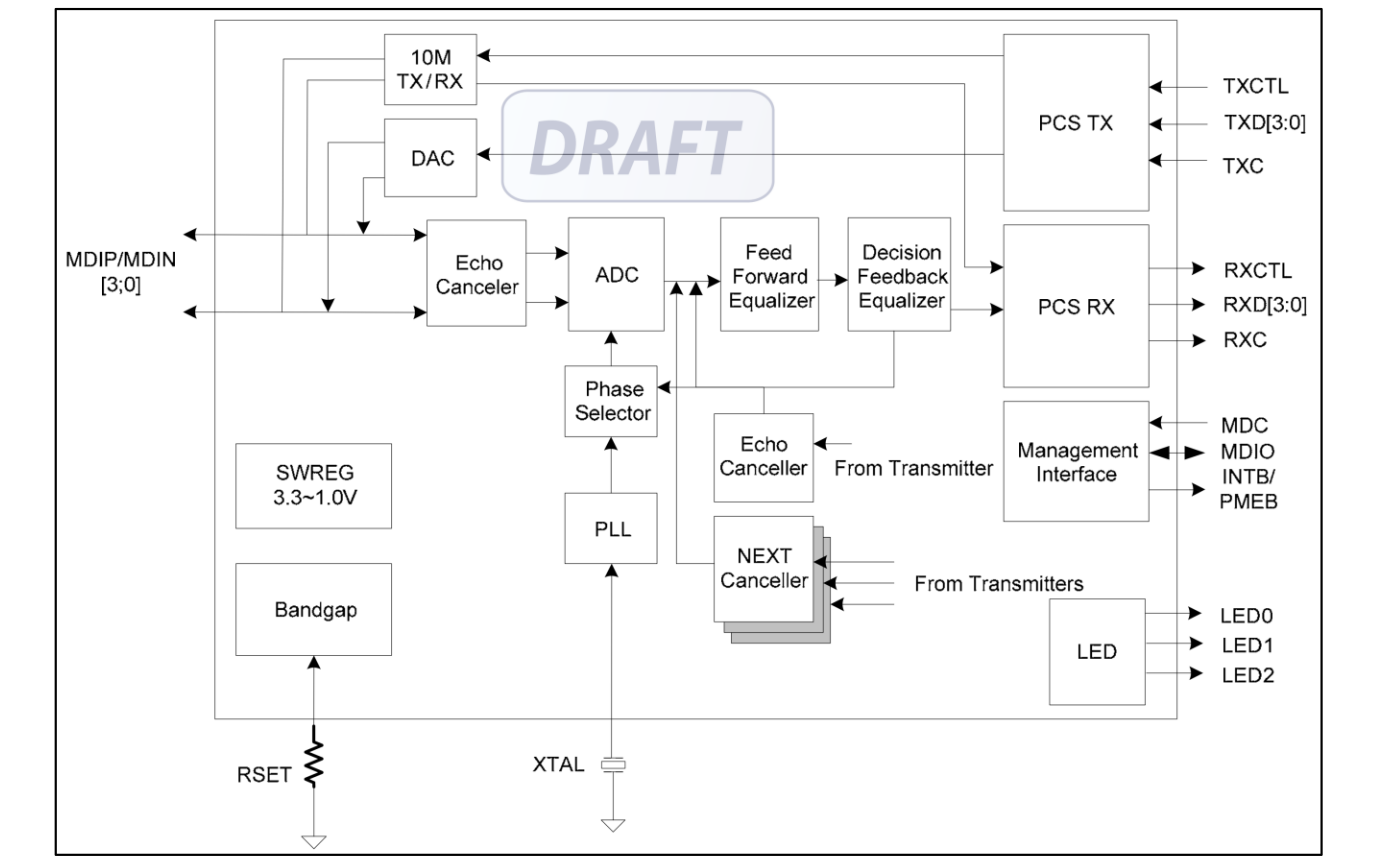 10M
TX/RX
DRAFT
PCS TX
TXCTL
TXD[3:0]
TXC
DAC
MDIP/MDIN
[3;0]
Echo
Canceler
ADC
Feed
Forward
Equalizer
Decision
Feedback
Equalizer
PCS RX
RXCTL
RXD[3:0]
RXC
Phase
Selector
Echo
Canceller
From Transmitter
Management
Interface
MDC
MDIO
INTB/
PMEB
SWREG
3.3~1.0V
PLL
NEXT
Canceller
From Transmitters
Bandgap
LED
LED0
LED1
LED2
RSET
XTAL